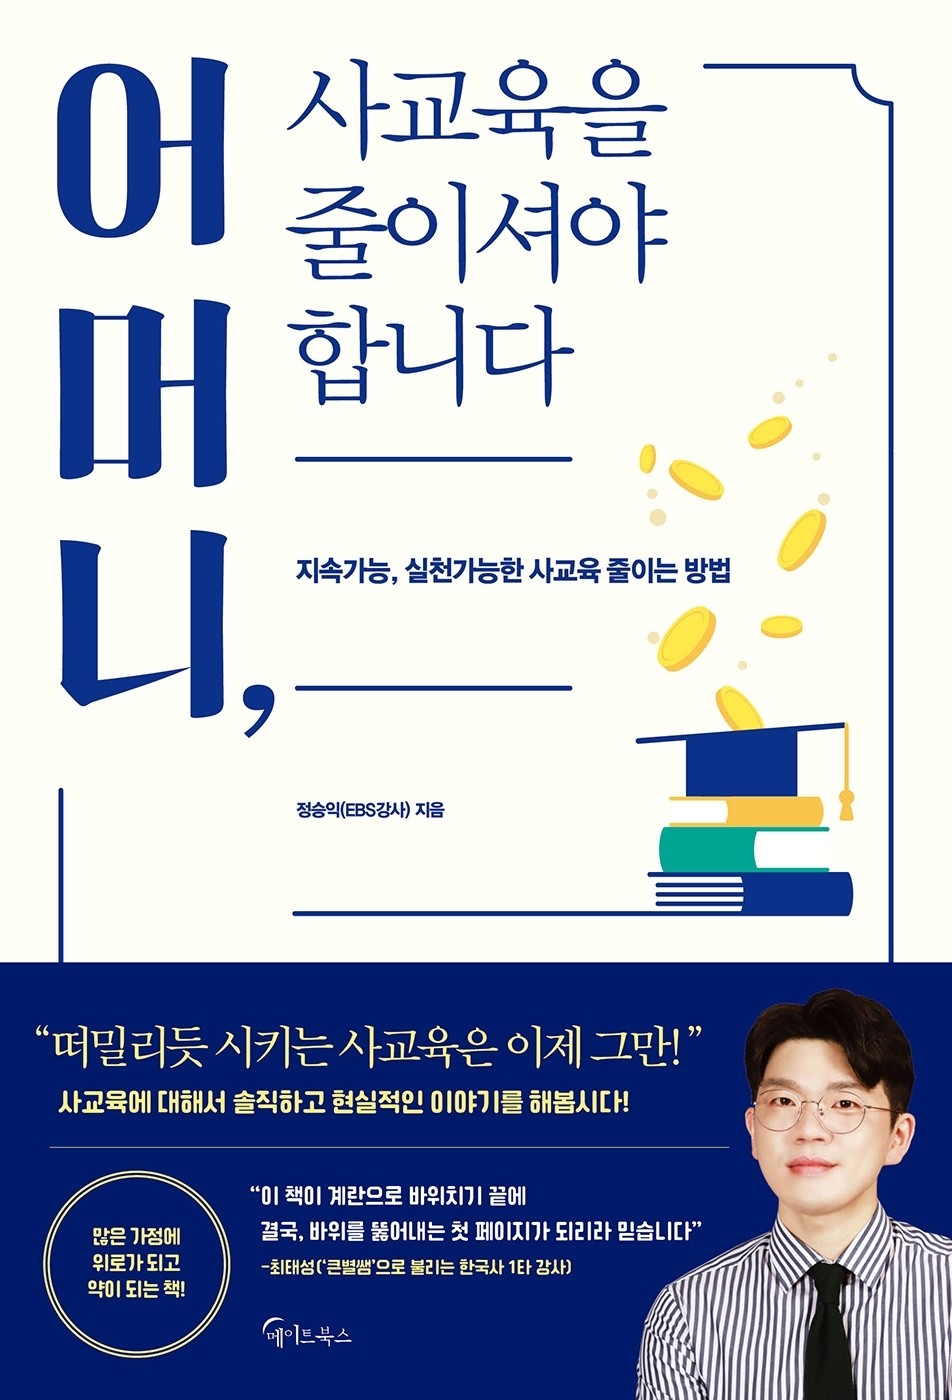 어머니,
사교육을
줄이셔야
합니다
지속가능, 실천가능한 사교육 줄이는 방법
정승익(EBS강사) 지음
“떠밀리듯 시키는 사교육은 이제 그만!”
사교육에 대해서 솔직하고 현실적인 이야기를 해봅시다!
많은 가정에
위로가 되고
약이 되는 책!
“이 책이 계란으로 바위치기 끝에
결국, 바위를 뚫어내는 첫 페이지가 되리라 믿습니다”
-최태성(‘큰별쌤’으로 불리는 한국사 1타 강사)
메이트북스